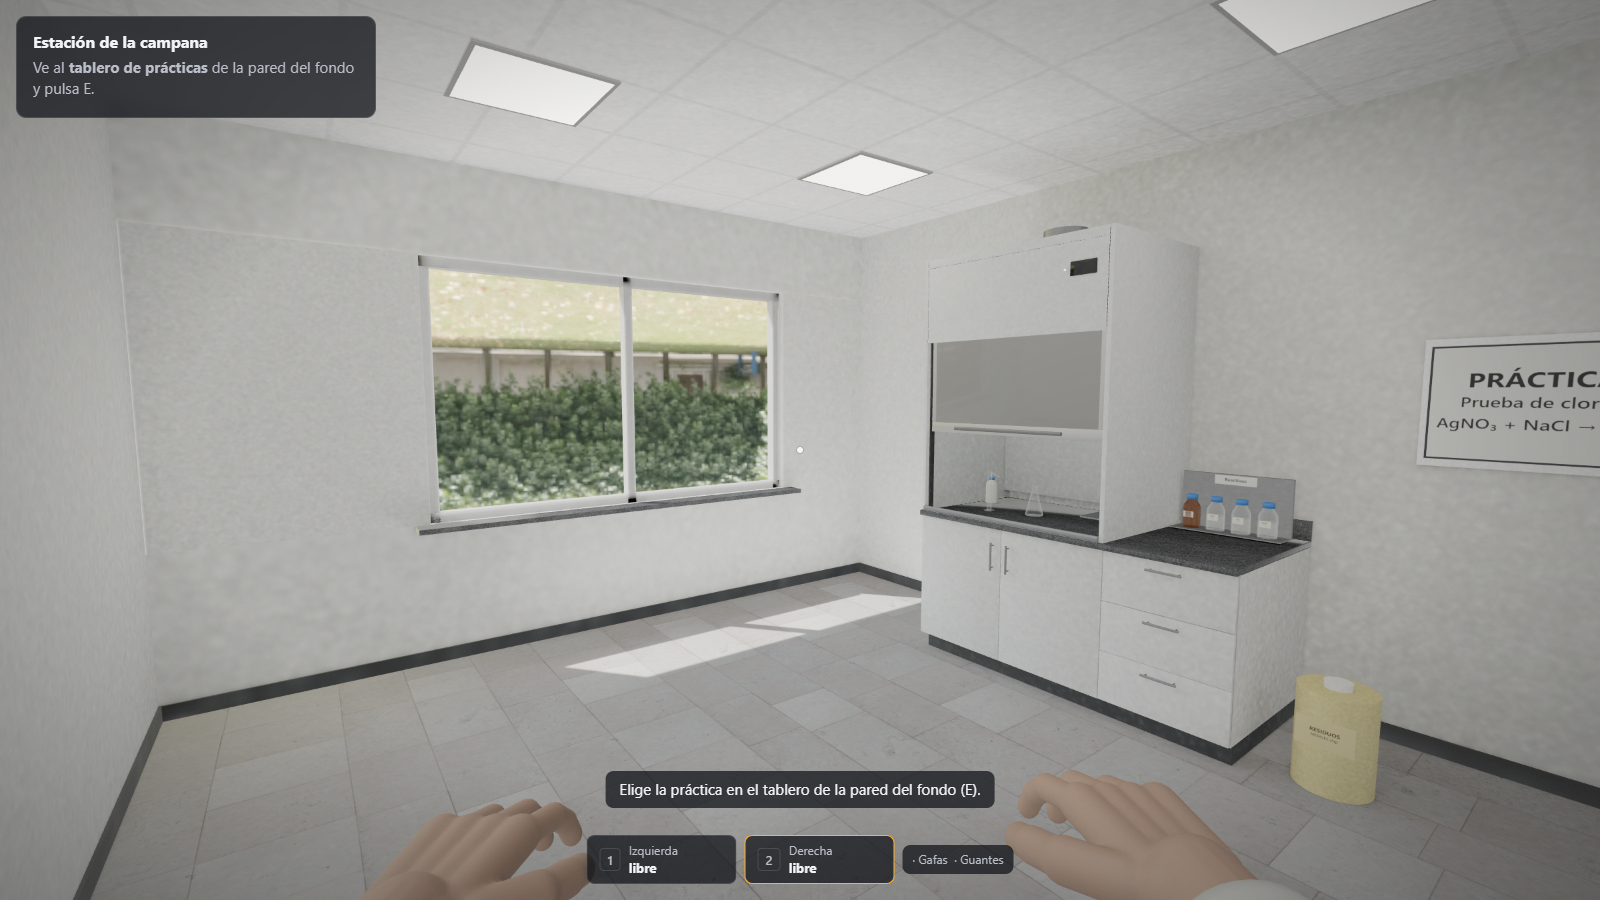 Estación de la campana
Ve al tablero de prácticas de la pared del fondo
y pulsa E.
PRÁCTICA
Prueba de clor
AgNO₃ + NaCl →
Reactivos
RESIDUOS
Elige la práctica en el tablero de la pared del fondo (E).
1 Izquierda
libre
2 Derecha
libre
· Gafas · Guantes